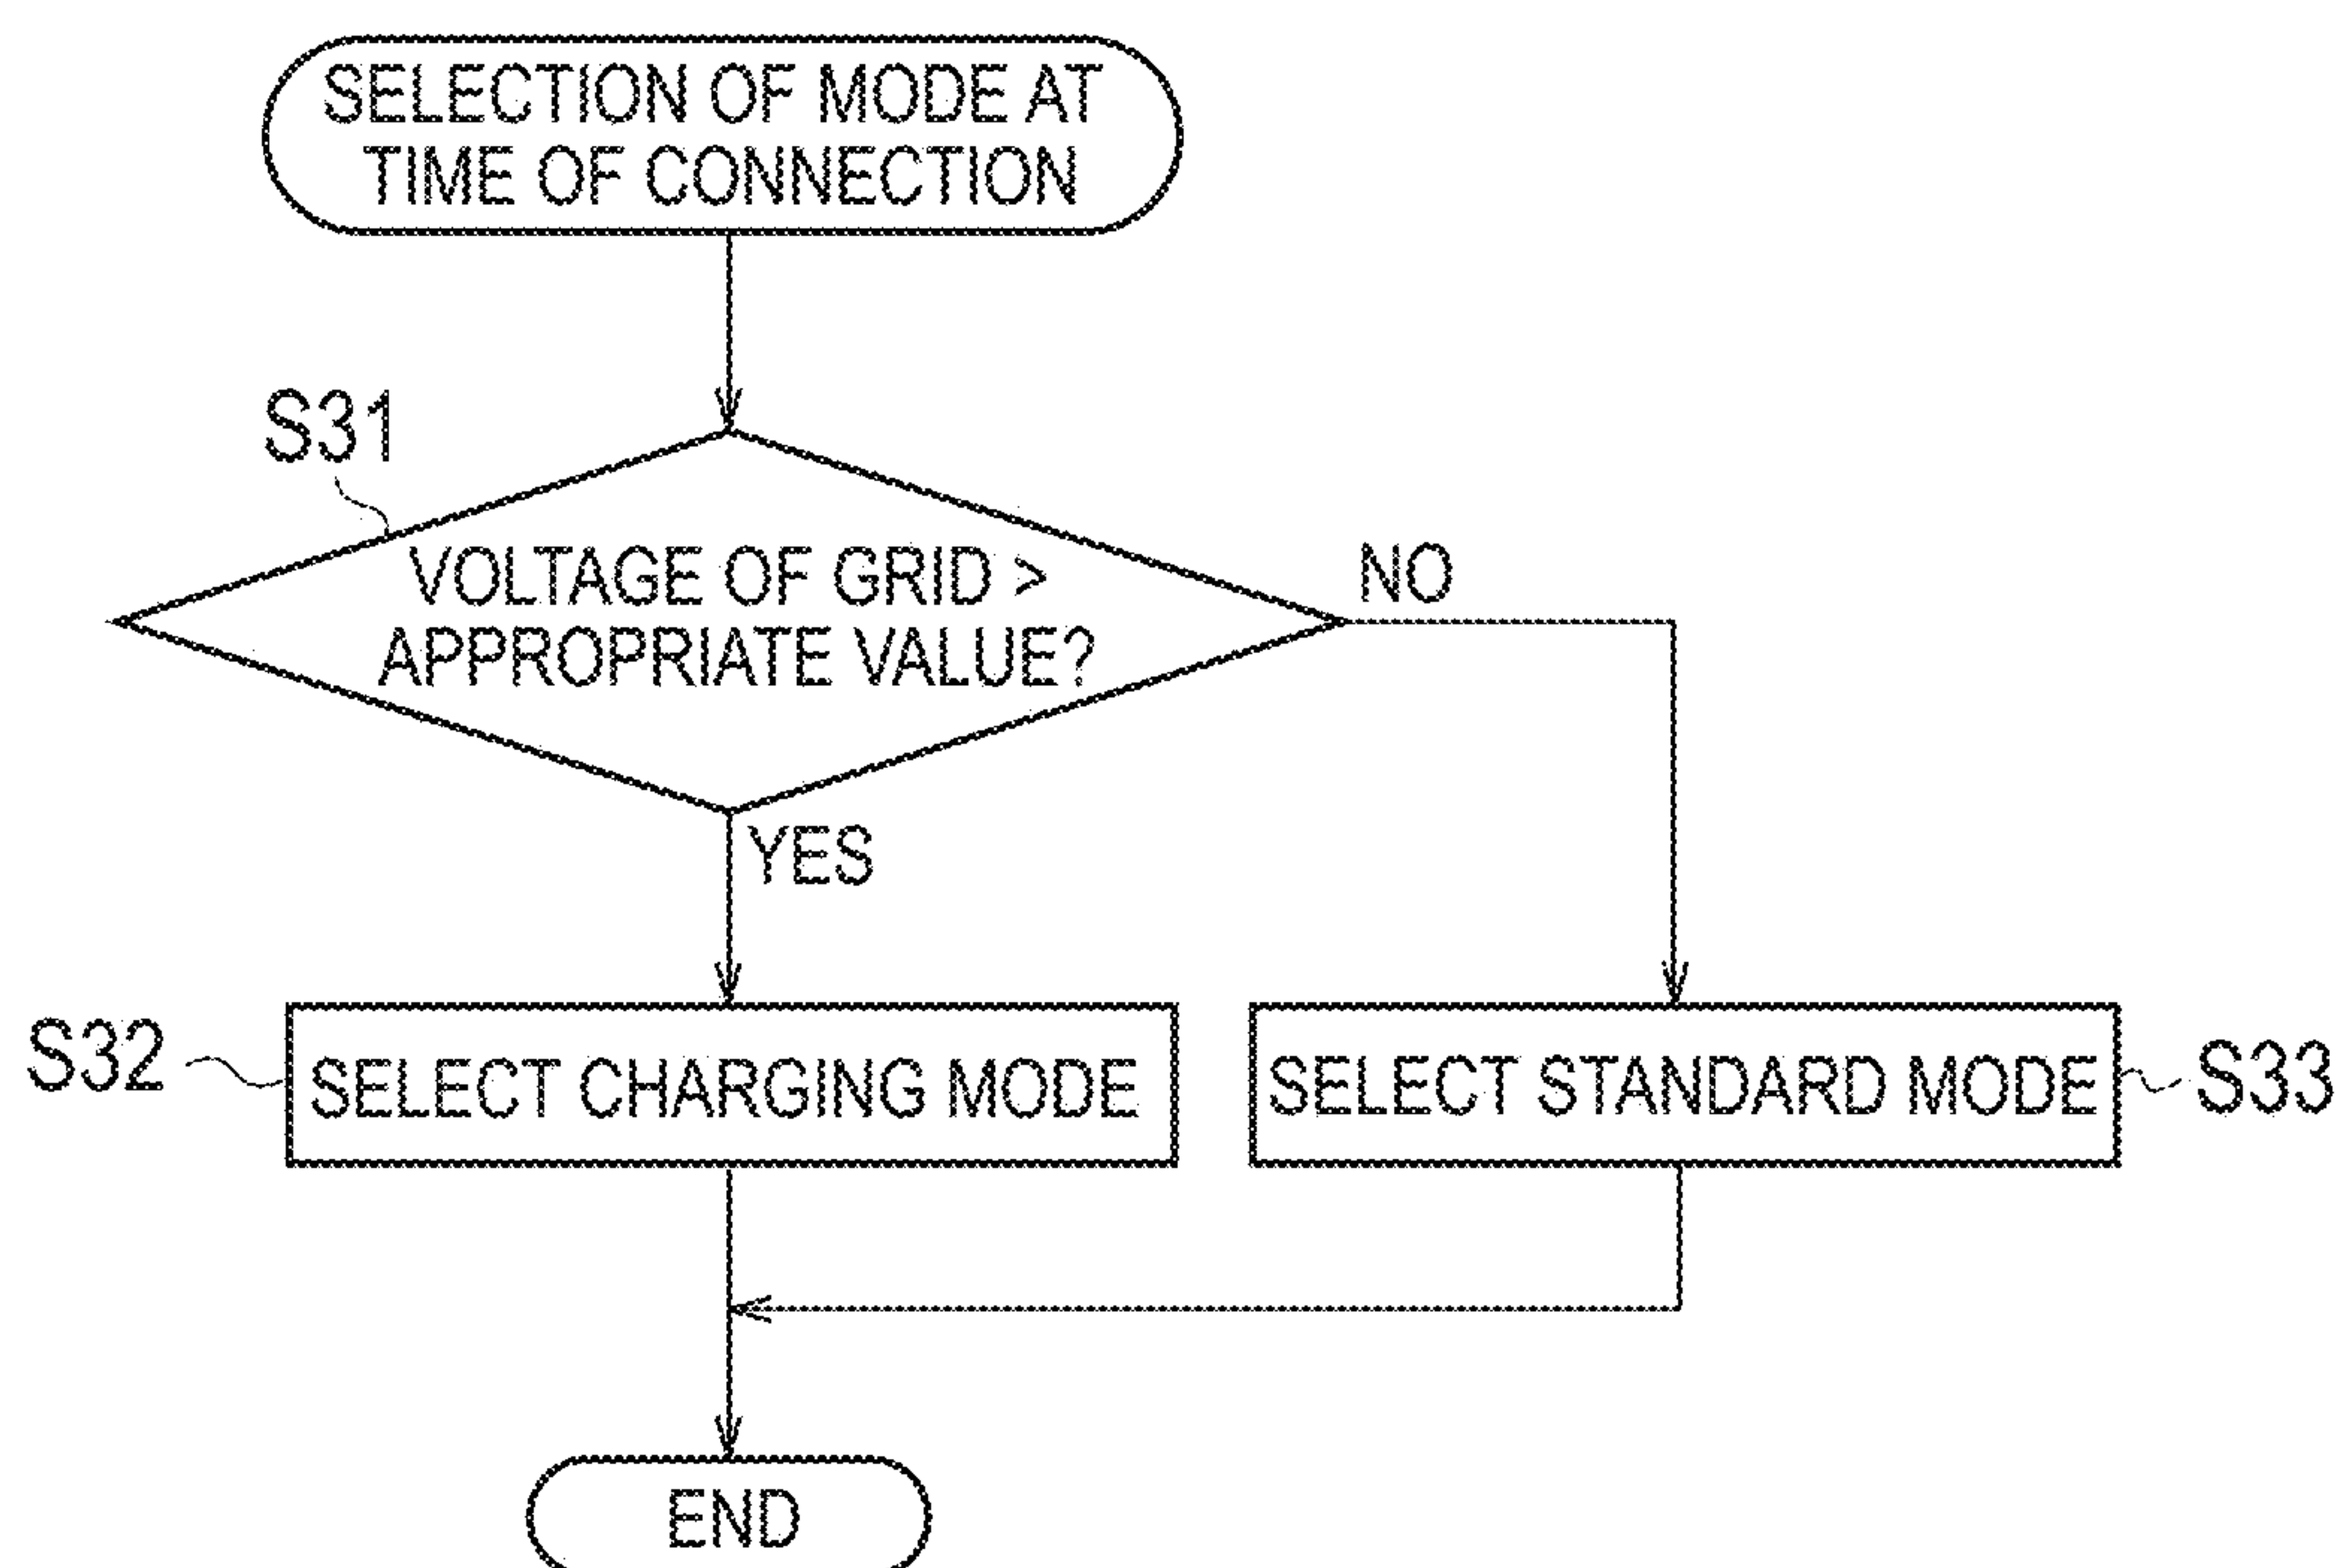 SELECTION OF MODE AT
TIME OF CONNECTION
S31
VOLTAGE OF GRID >
APPROPRIATE VALUE?
NO
YES
S32
SELECT CHARGING MODE
SELECT STANDARD MODE
S33
END